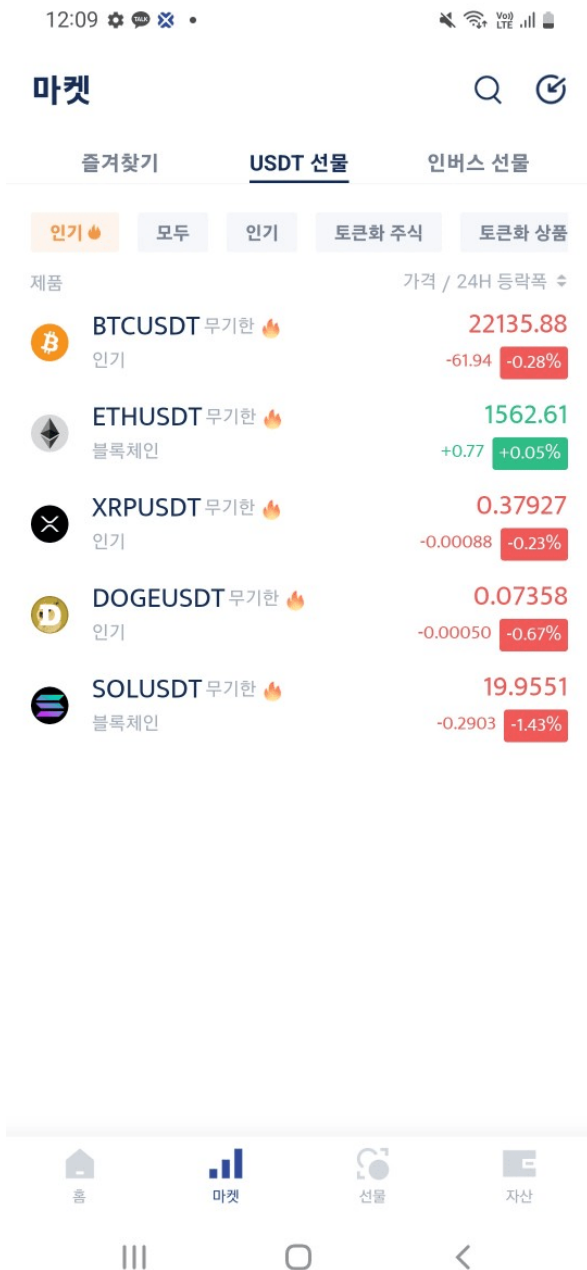 12:09 TALK Vo)) LTE
마켓
즐겨찾기 USDT 선물 인버스 선물
인기 모두 인기 토큰화 주식 토큰화 상품
제품 가격 / 24H 등락폭
BTCUSDT 무기한 22135.88
인기 -61.94 -0.28%
ETHUSDT 무기한 1562.61
블록체인 +0.77 +0.05%
XRPUSDT 무기한 0.37927
인기 -0.00088 -0.23%
DOGEUSDT 무기한 0.07358
인기 -0.00050 -0.67%
SOLUSDT 무기한 19.9551
블록체인 -0.2903 -1.43%
홈 마켓 선물 자산